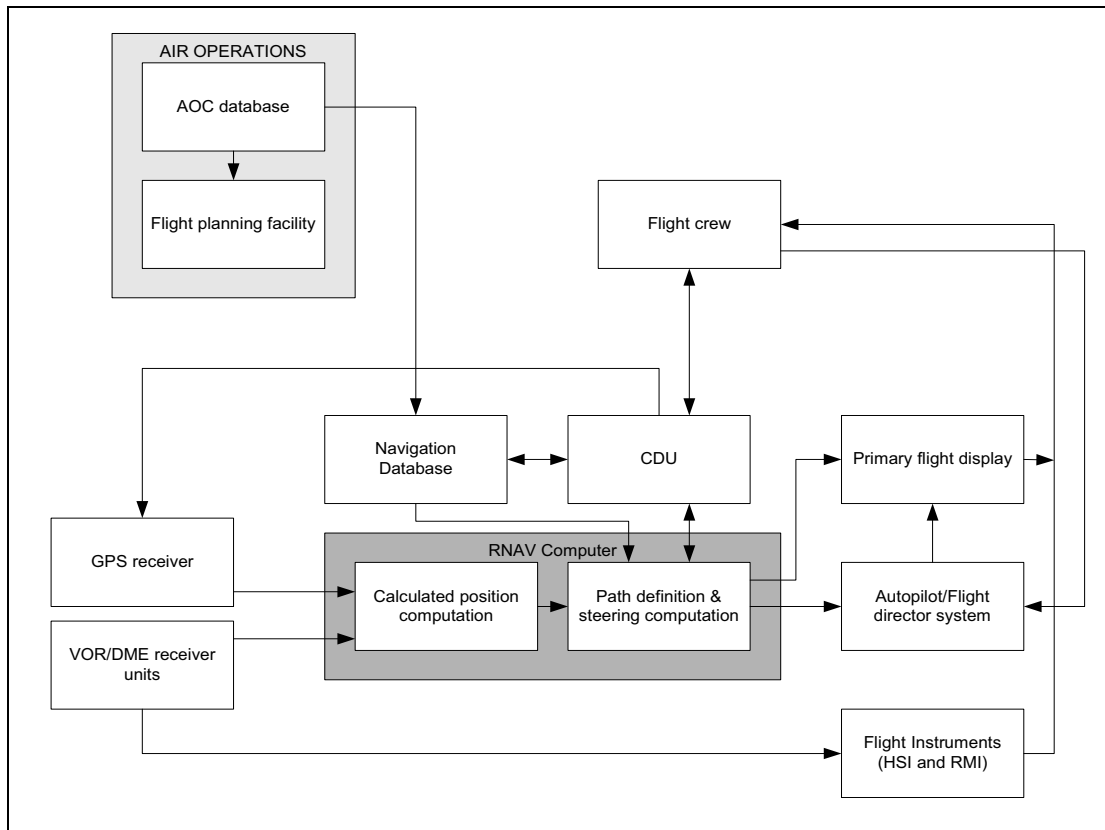 AIR OPERATIONS
AOC database
Flight planning facility
Flight crew
Navigation
Database
CDU
Primary flight display
GPS receiver
RNAV Computer
Calculated position
computation
Path definition &
steering computation
Autopilot/Flight
director system
VOR/DME receiver
units
Flight Instruments
(HSI and RMI)